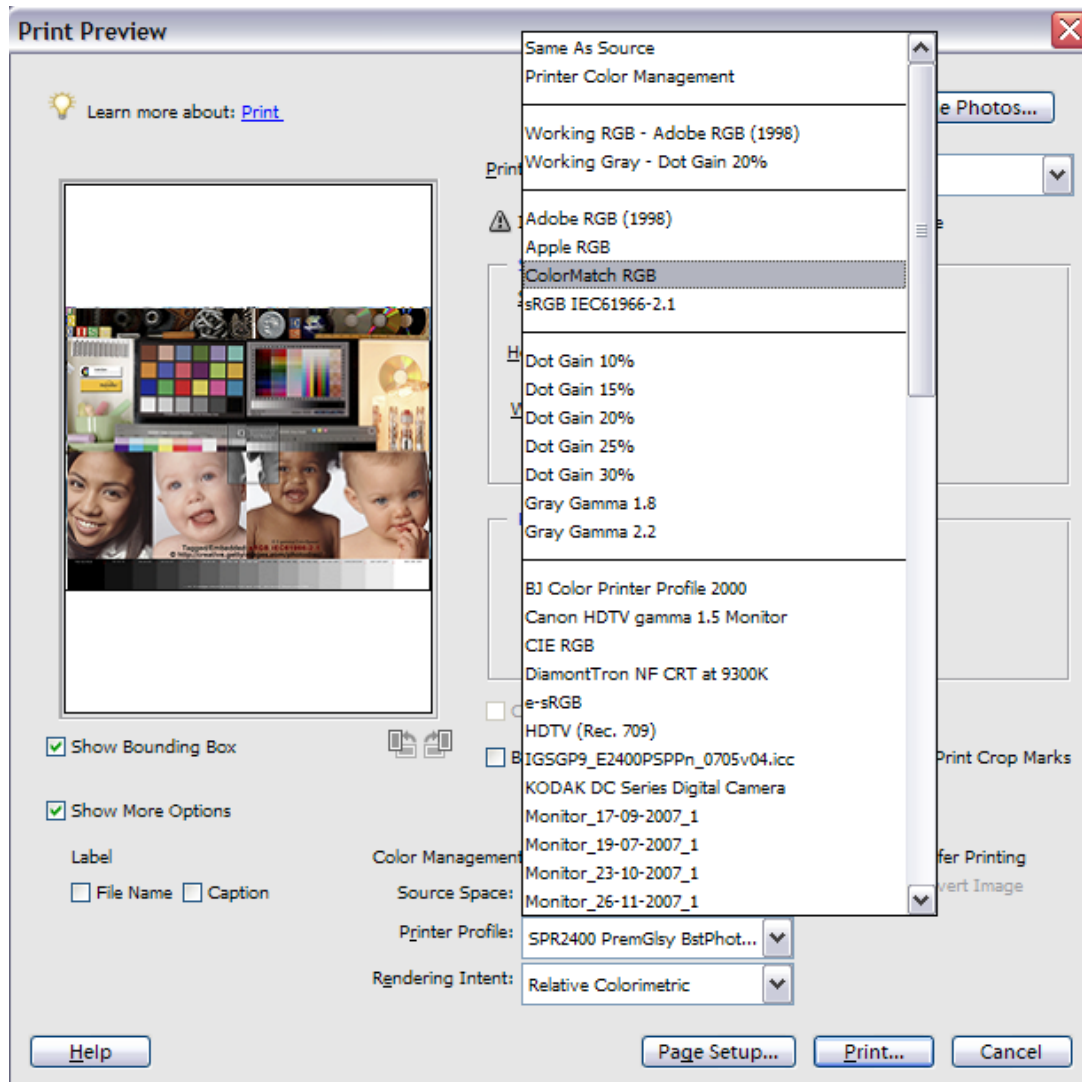 Print Preview
Learn more about: Print
e Photos...
Print
Same As Source
Printer Color Management
Working RGB - Adobe RGB (1998)
Working Gray - Dot Gain 20%
Adobe RGB (1998)
Apple RGB
ColorMatch RGB
sRGB IEC61966-2.1
Dot Gain 10%
Dot Gain 15%
Dot Gain 20%
Dot Gain 25%
Dot Gain 30%
Gray Gamma 1.8
Gray Gamma 2.2
BJ Color Printer Profile 2000
Canon HDTV gamma 1.5 Monitor
CIE RGB
DiamontTron NF CRT at 9300K
e-sRGB
HDTV (Rec. 709)
IGSGP9_E2400PSPPn_0705v04.icc
KODAK DC Series Digital Camera
Monitor_17-09-2007_1
Monitor_19-07-2007_1
Monitor_23-10-2007_1
Monitor_26-11-2007_1
Tagged/Embedded sRGB IEC61966-2.1
Show Bounding Box
B
Print Crop Marks
Show More Options
Label
Color Management
fer Printing
File Name
Caption
Source Space:
vert Image
Printer Profile: SPR2400 PremGlsy BstPhot...
Rendering Intent: Relative Colorimetric
Help
Page Setup...
Print...
Cancel